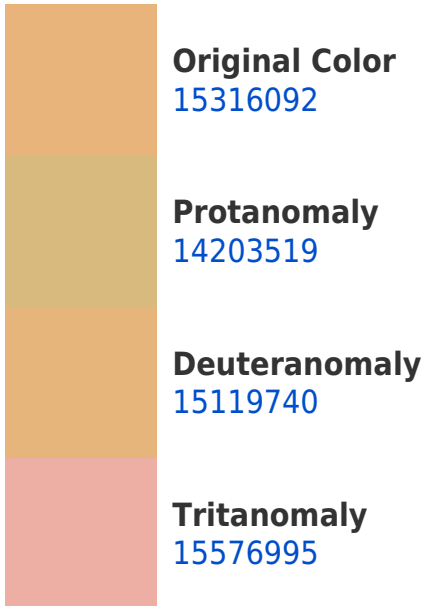 Original Color
15316092
Protanomaly
14203519
Deuteranomaly
15119740
Tritanomaly
15576995